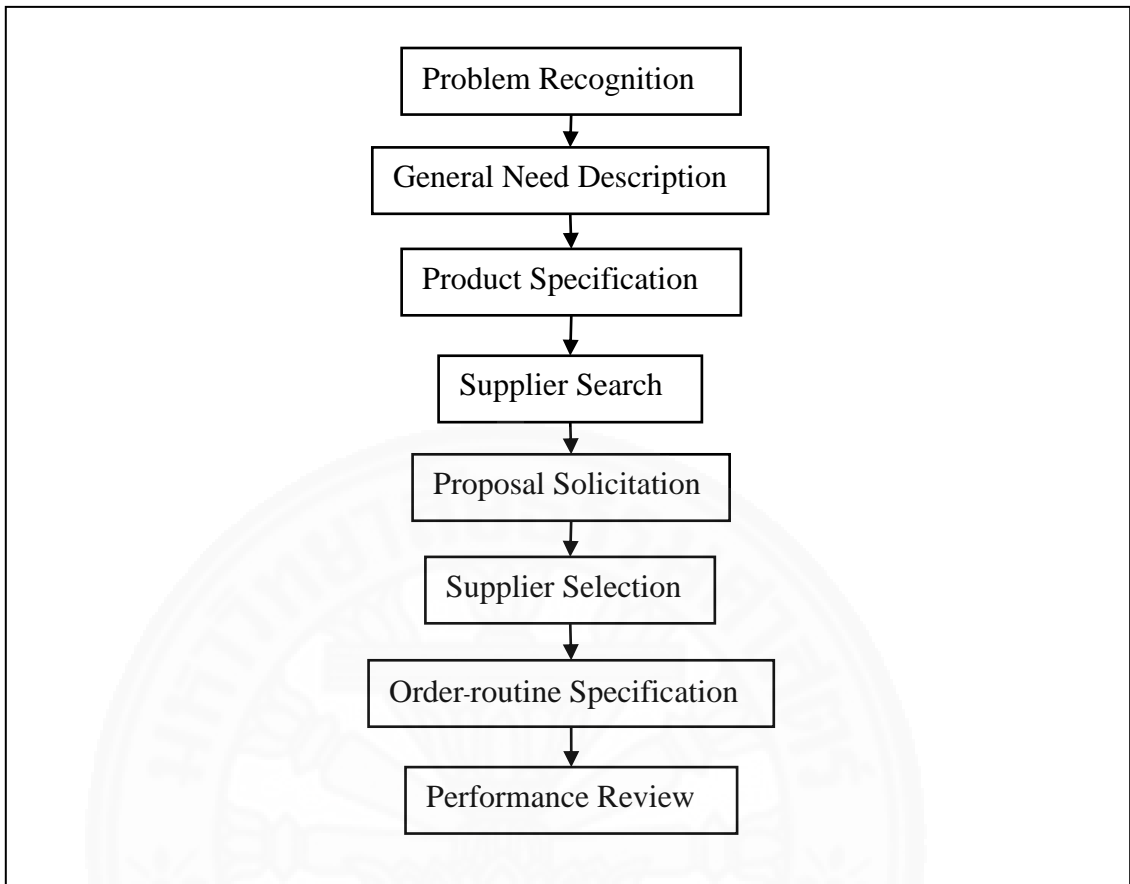 Problem Recognition
General Need Description
Product Specification
Supplier Search
Proposal Solicitation
Supplier Selection
Order-routine Specification
Performance Review